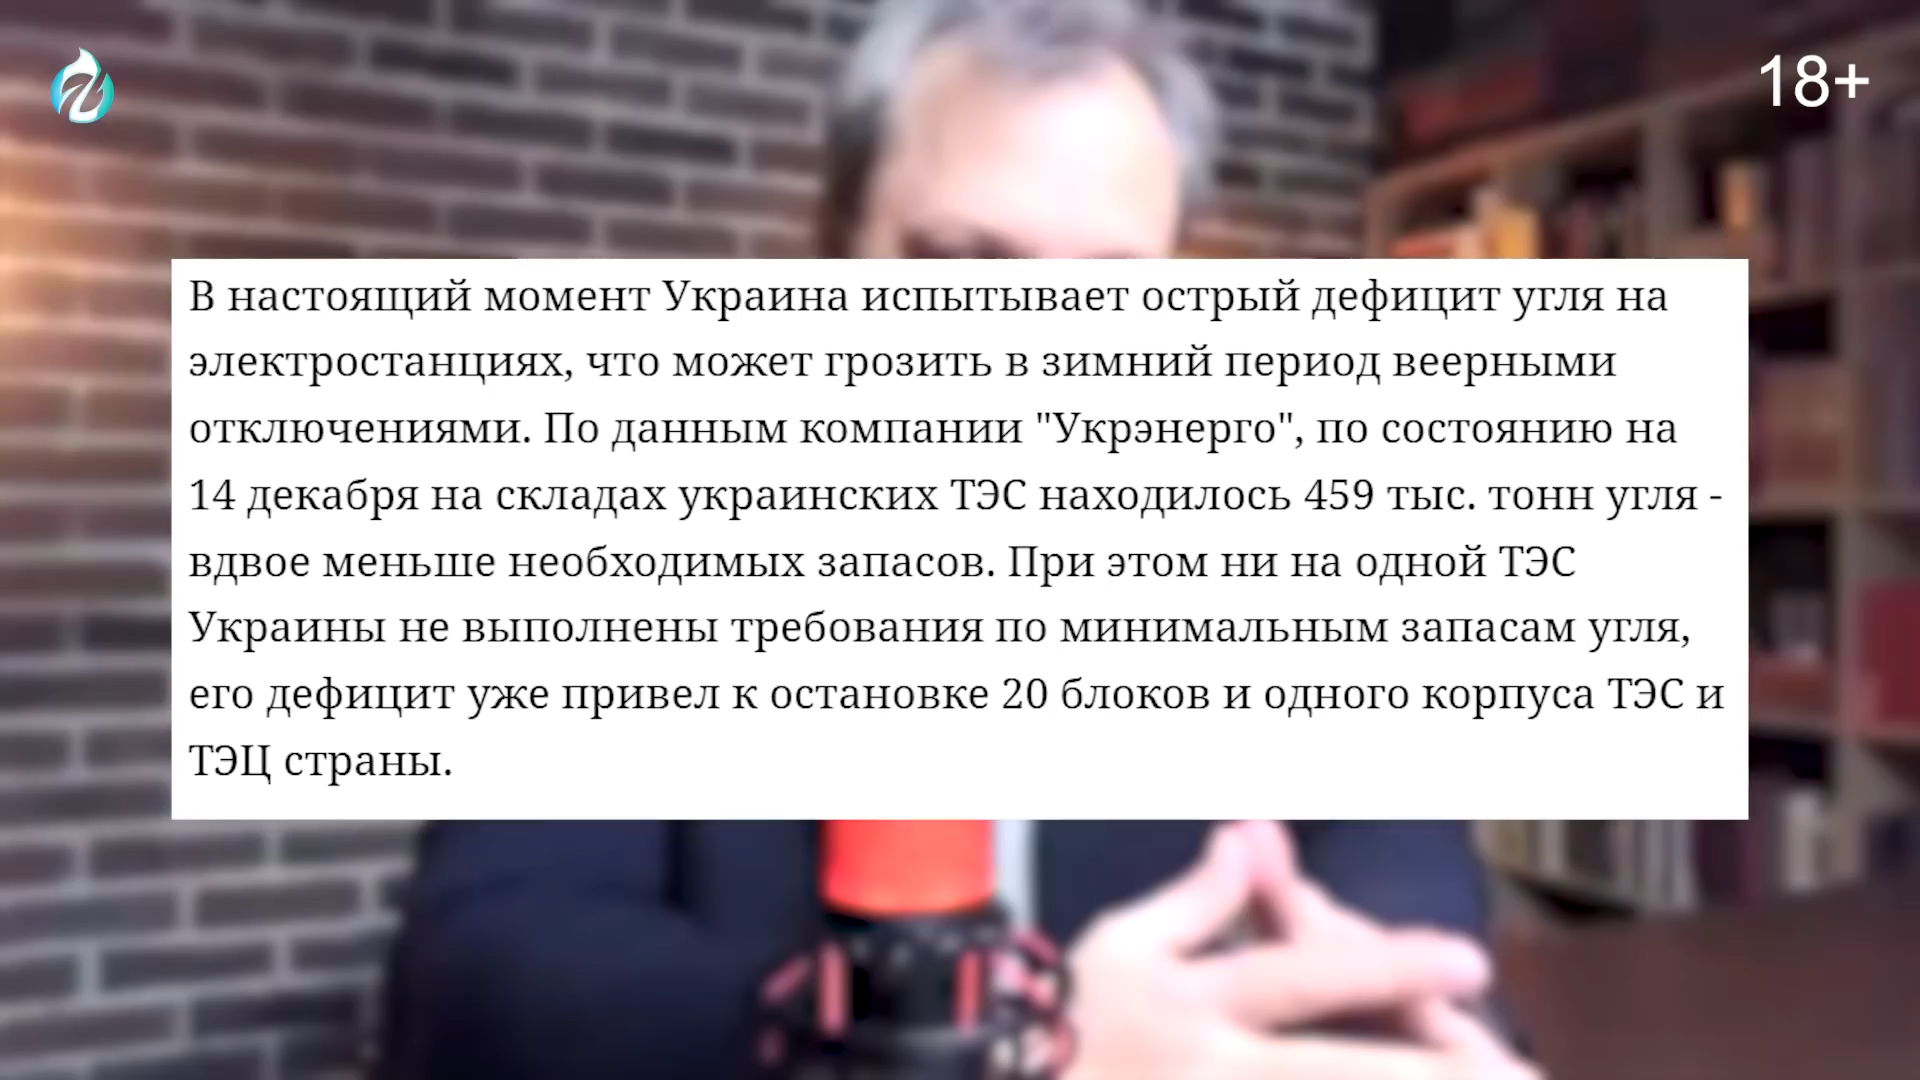 18+
В настоящий момент Украина испытывает острый дефицит угля на
электростанциях, что может грозить в зимний период веерными
отключениями. По данным компании "Укрэнерго", по состоянию на
14 декабря на складах украинских ТЭС находилось 459 тыс. тонн угля -
вдвое меньше необходимых запасов. При этом ни на одной ТЭС
Украины не выполнены требования по минимальным запасам угля,
его дефицит уже привел к остановке 20 блоков и одного корпуса ТЭС и
ТЭЦ страны.